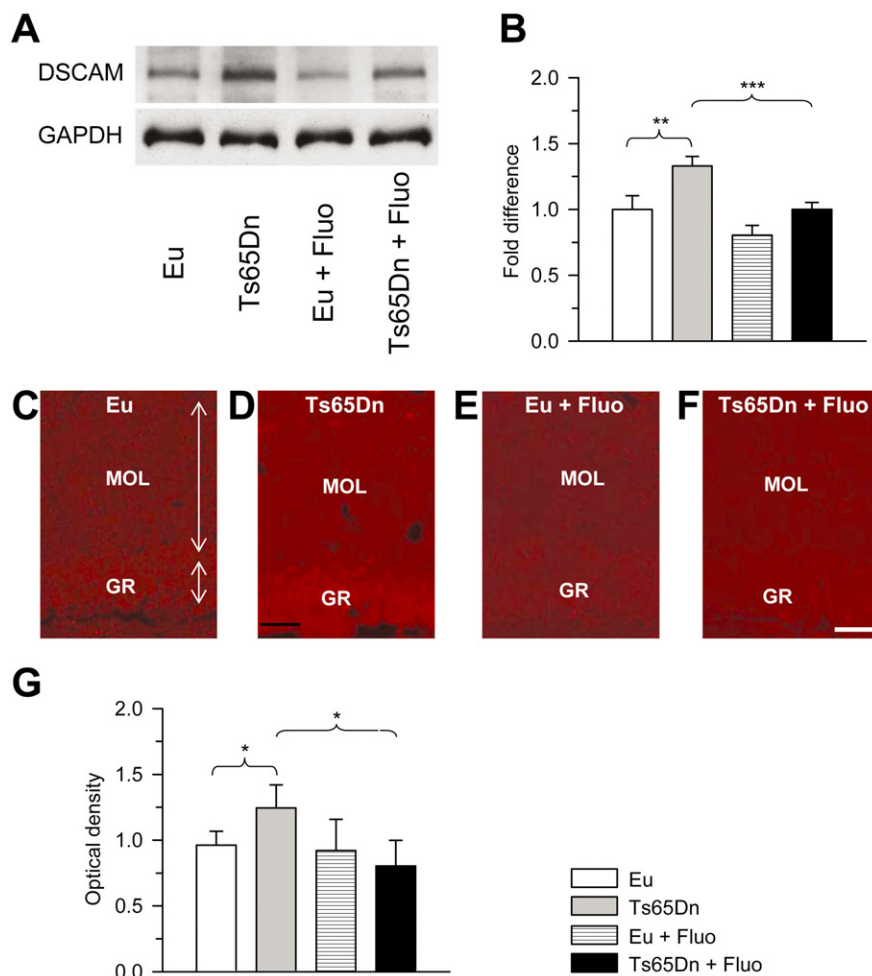 A
DSCAM
GAPDH
Eu
Ts65Dn
Eu + Fluo
Ts65Dn + Fluo
B
Fold difference
2.0
1.5
1.0
0.5
0.0
**
***
C
Eu
MOL
GR
D
Ts65Dn
MOL
GR
E
Eu + Fluo
MOL
GR
F
Ts65Dn + Fluo
MOL
GR
G
Optical density
2.0
1.5
1.0
0.5
0.0
*
*
Eu
Ts65Dn
Eu + Fluo
Ts65Dn + Fluo